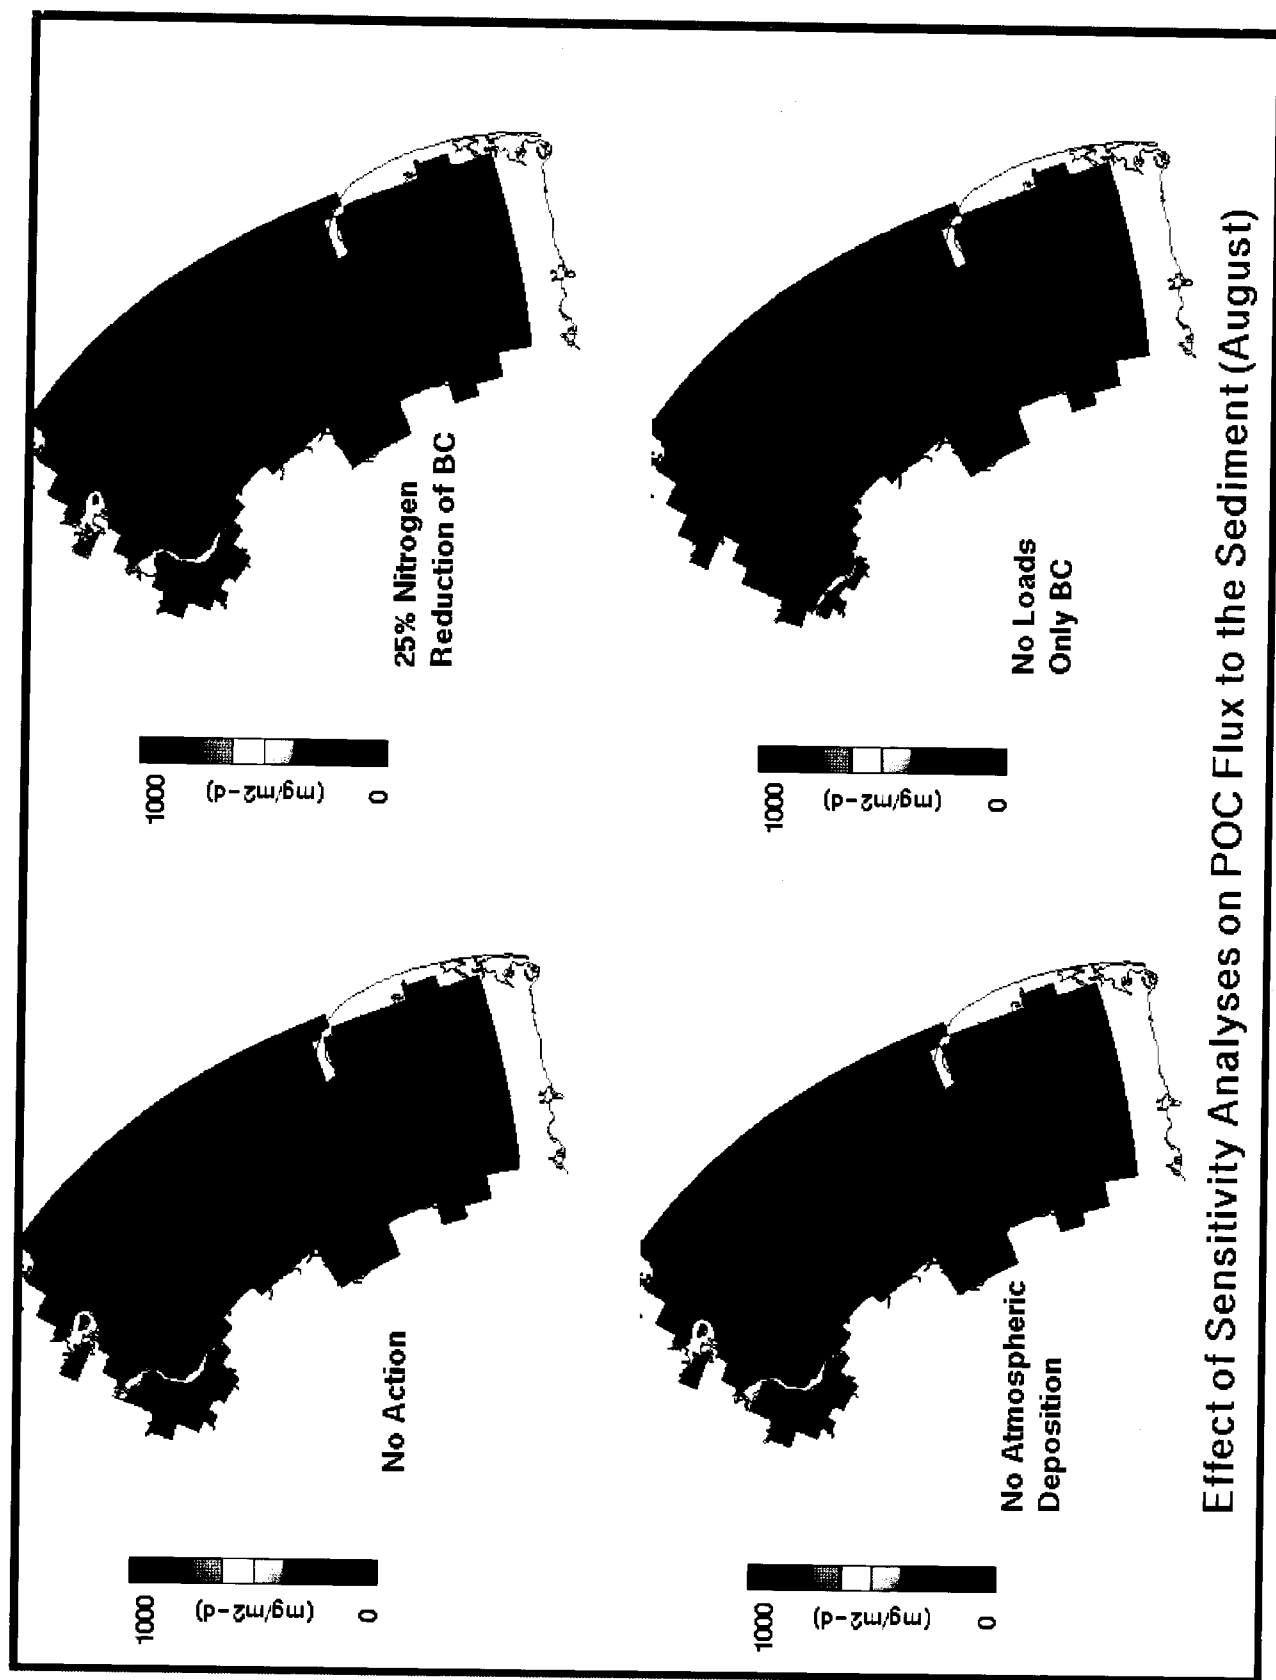 1000
(mg/m2-d)
0
No Action
1000
(mg/m2-d)
0
25% Nitrogen
Reduction of BC
1000
(mg/m2-d)
0
No Atmospheric
Deposition
1000
(mg/m2-d)
0
No Loads
Only BC
Effect of Sensitivity Analyses on POC Flux to the Sediment (August)